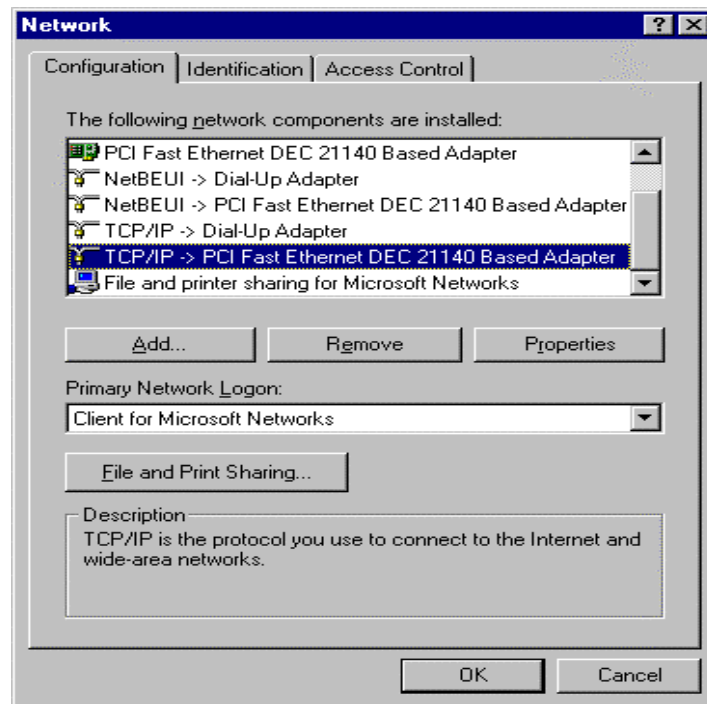 Network
Configuration Identification Access Control
The following network components are installed:
PCI Fast Ethernet DEC 21140 Based Adapter
NetBEUI -> Dial-Up Adapter
NetBEUI -> PCI Fast Ethernet DEC 21140 Based Adapter
TCP/IP -> Dial-Up Adapter
TCP/IP -> PCI Fast Ethernet DEC 21140 Based Adapter
File and printer sharing for Microsoft Networks
Add... Remove Properties
Primary Network Logon:
Client for Microsoft Networks
File and Print Sharing...
Description
TCP/IP is the protocol you use to connect to the Internet and
wide-area networks.
OK Cancel